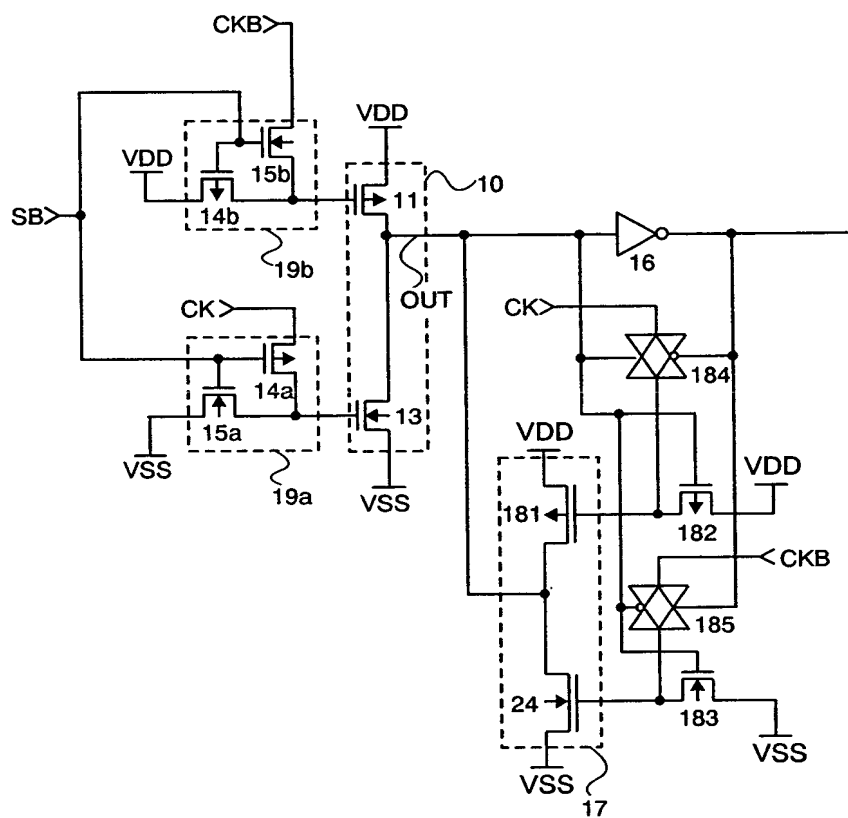 CKB
VDD
VDD
15b
10
11
SB
14b
19b
16
OUT
CK
CK
184
14a
13
15a
VDD
VDD
VSS
19a
VSS
181
182
CKB
185
24
183
VSS
VSS
17